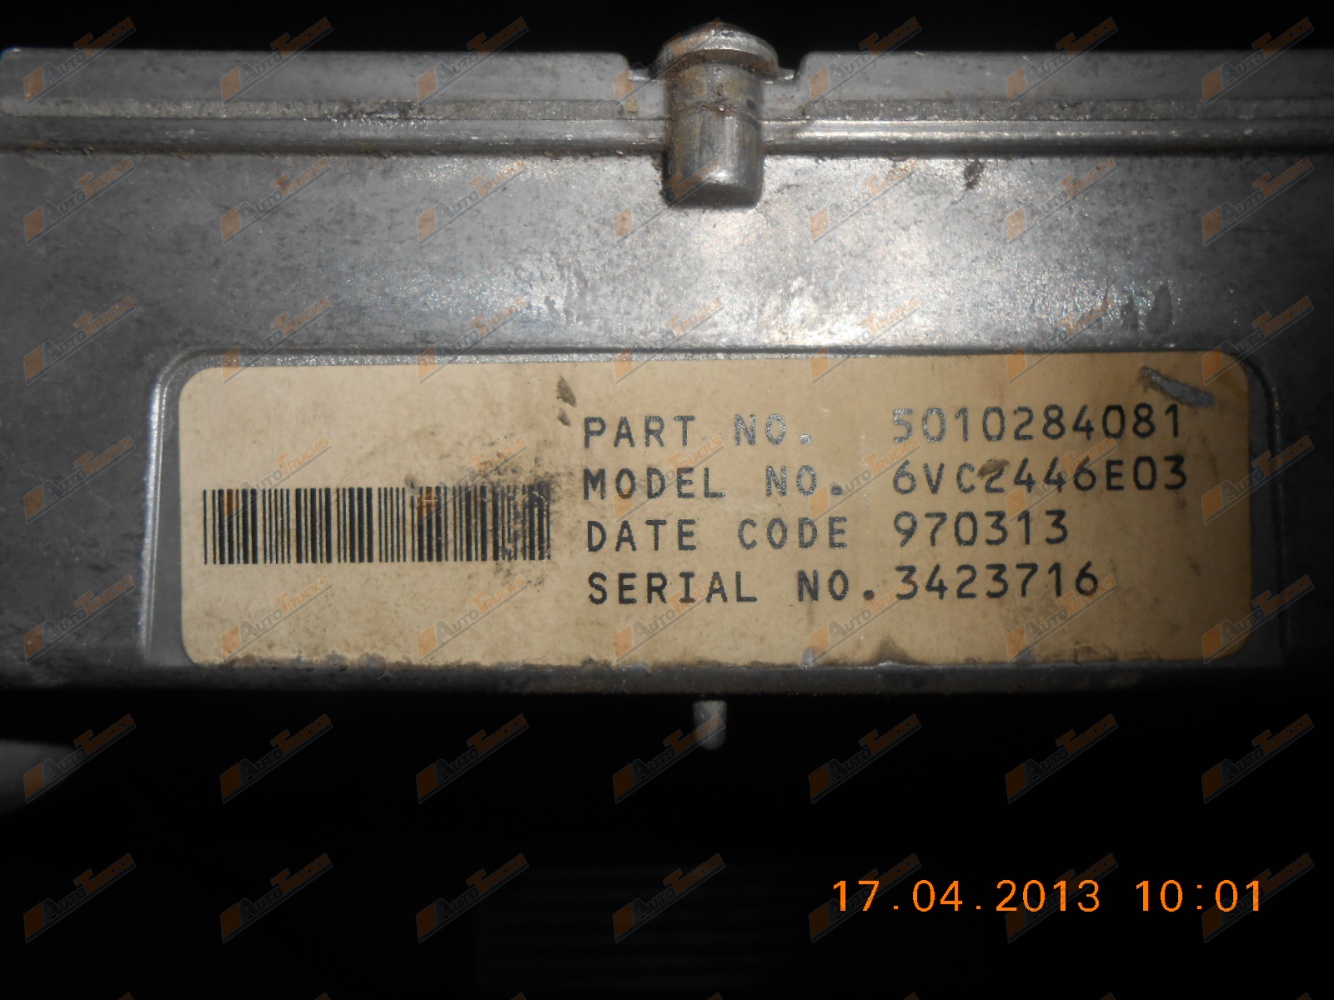 PART NO. 5010284081
MODEL NO. 6VC2446E03
DATE CODE 970313
SERIAL NO.3423716
17.04.2013 10:01